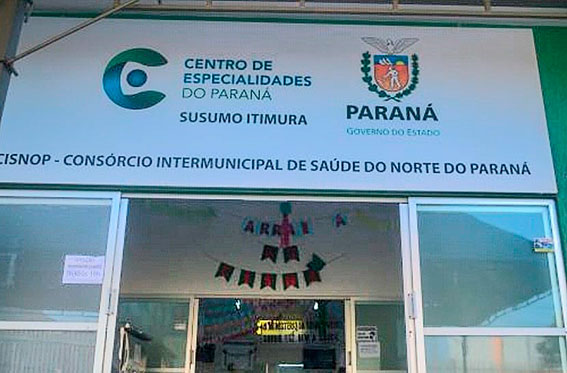 CENTRO DE
ESPECIALIDADES
DO PARANÁ
SUSUMO ITIMURA
PARANÁ
GOVERNO DO ESTADO
CISNOP - CONSÓRCIO INTERMUNICIPAL DE SAÚDE DO NORTE DO PARANÁ
ARRAIÁ